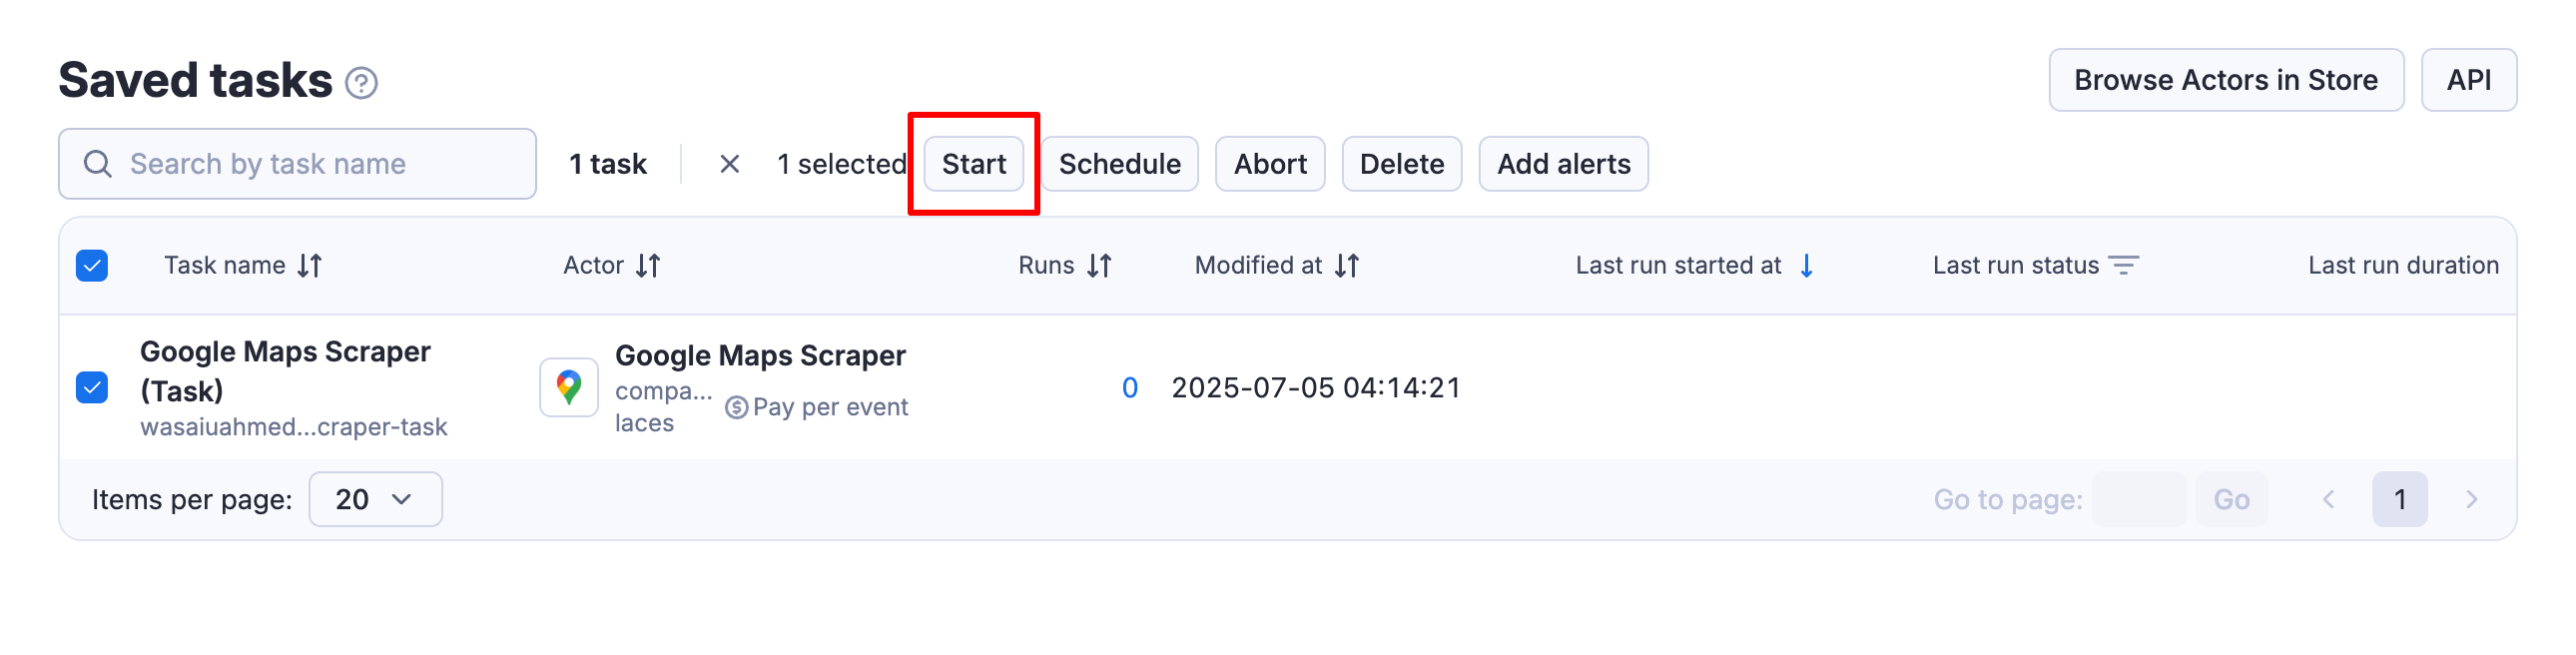 Saved tasks
Browse Actors in Store API
Search by task name 1 task 1 selected Start Schedule Abort Delete Add alerts
Task name Actor Runs Modified at Last run started at Last run status Last run duration
Google Maps Scraper
(Task)
wasaiuahmed...craper-task
Google Maps Scraper
compa...
laces
Pay per event
0 2025-07-05 04:14:21
Items per page: 20 Go to page: Go 1